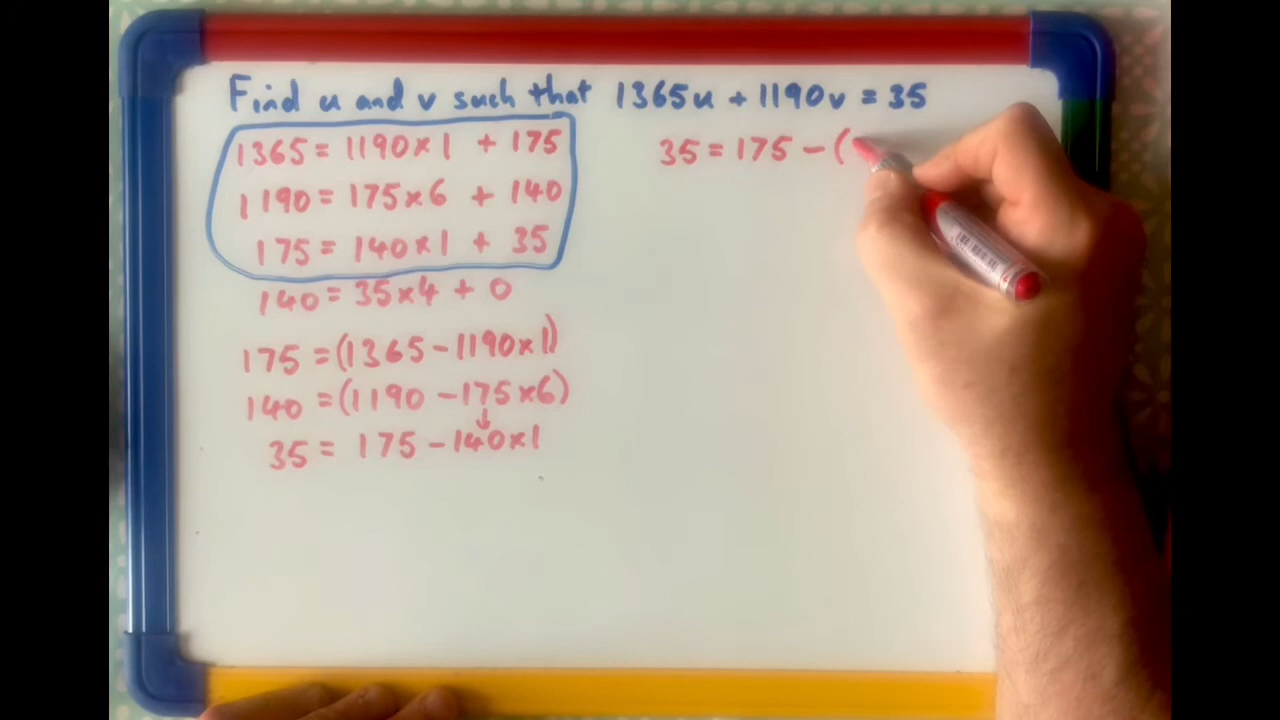 Find u and v such that 1365u + 1190v = 35
1365 = 1190 × 1 + 175
1190 = 175 × 6 + 140
175 = 140 × 1 + 35
140 = 35 × 4 + 0
175 = (1365 - 1190 × 1)
140 = (1190 - 175 × 6)
↓
35 = 175 - 140 × 1
35 = 175 - (